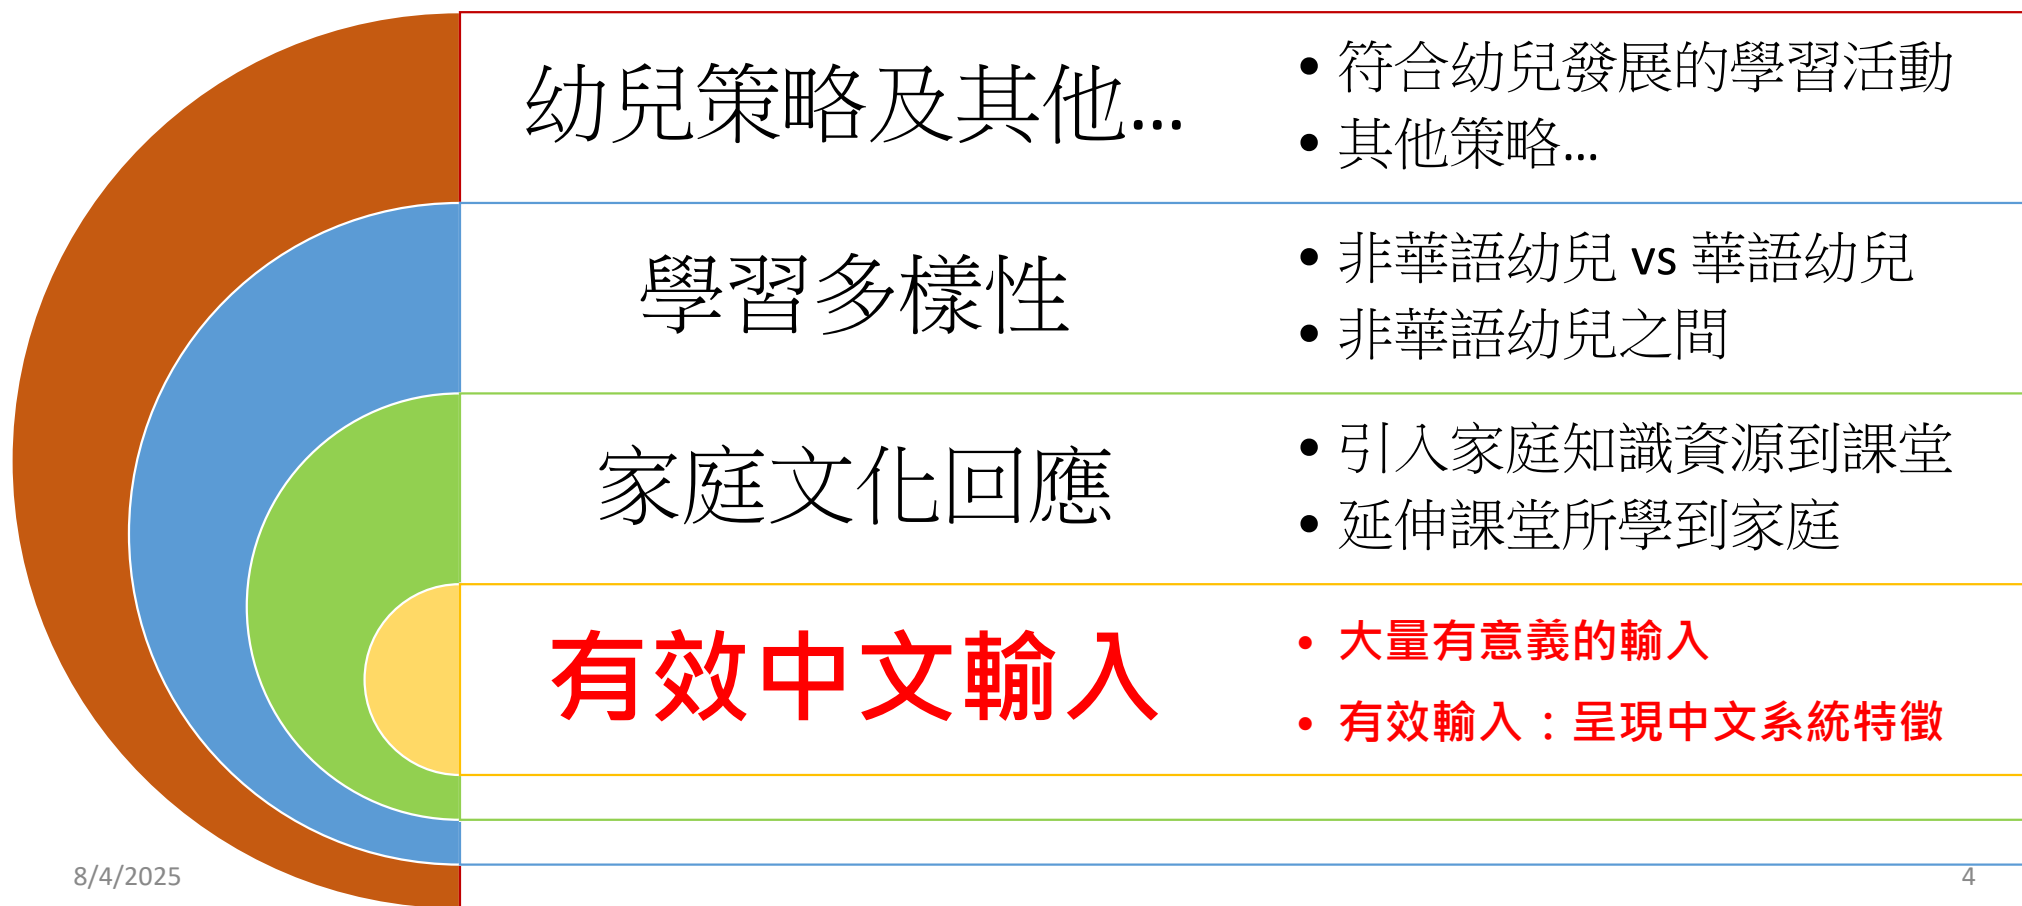 幼兒策略及其他...
• 符合幼兒發展的學習活動
• 其他策略...
學習多樣性
• 非華語幼兒 vs 華語幼兒
• 非華語幼兒之間
家庭文化回應
• 引入家庭知識資源到課堂
• 延伸課堂所學到家庭
有效中文輸入
• 大量有意義的輸入
• 有效輸入：呈現中文系統特徵
8/4/2025
4